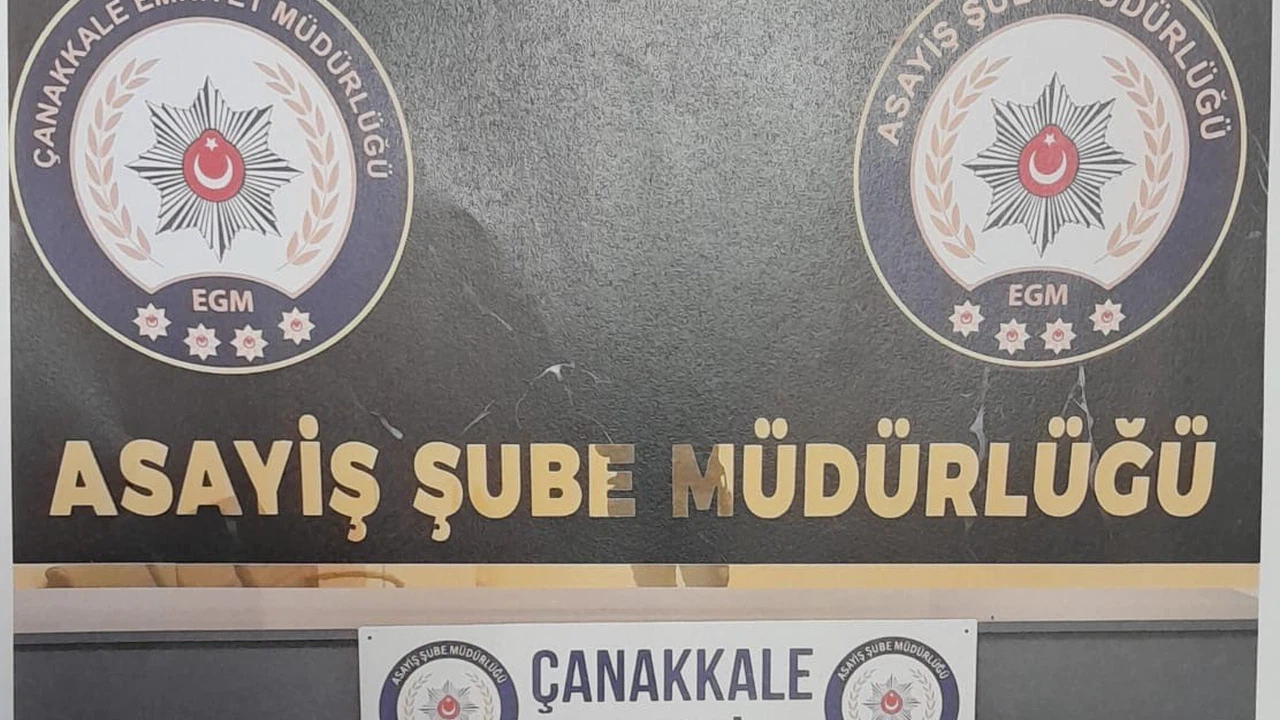 ÇANAKKALE EMNİYET MÜDÜRLÜĞÜ
EGM
ASAYİŞ ŞUBE MÜDÜRLÜĞÜ
EGM
ASAYİŞ ŞUBE MÜDÜRLÜĞÜ
ASAYİŞ ŞUBE MÜDÜRLÜĞÜ
ÇANAKKALE
ASAYİŞ ŞUBE MÜDÜRLÜĞÜ